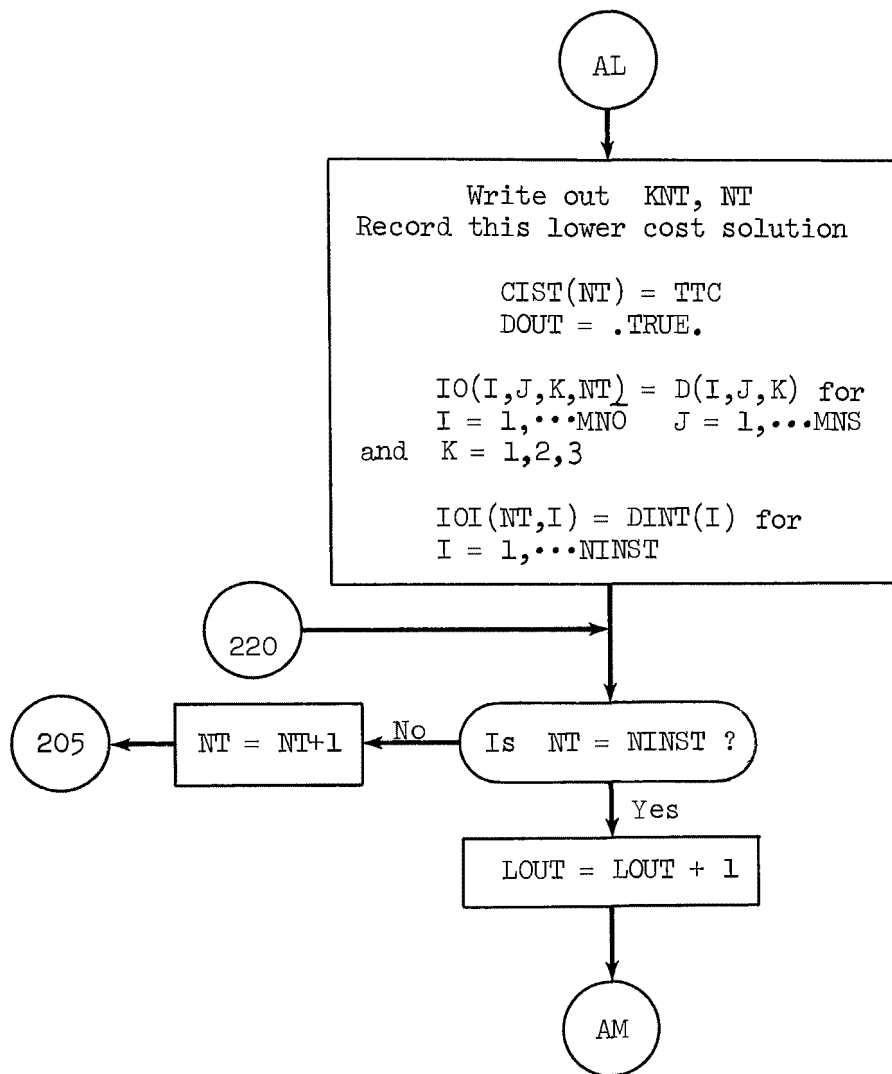 AL
Write out KNT, NT
Record this lower cost solution
CIST(NT) = TTC
DOUT = .TRUE.
IO(I,J,K,NT) = D(I,J,K) for
I = 1,···MNO J = 1,···MNS
and K = 1,2,3
IOI(NT,I) = DINT(I) for
I = 1,···NINST
220
205
NT = NT+1
No
Is NT = NINST ?
Yes
LOUT = LOUT + 1
AM